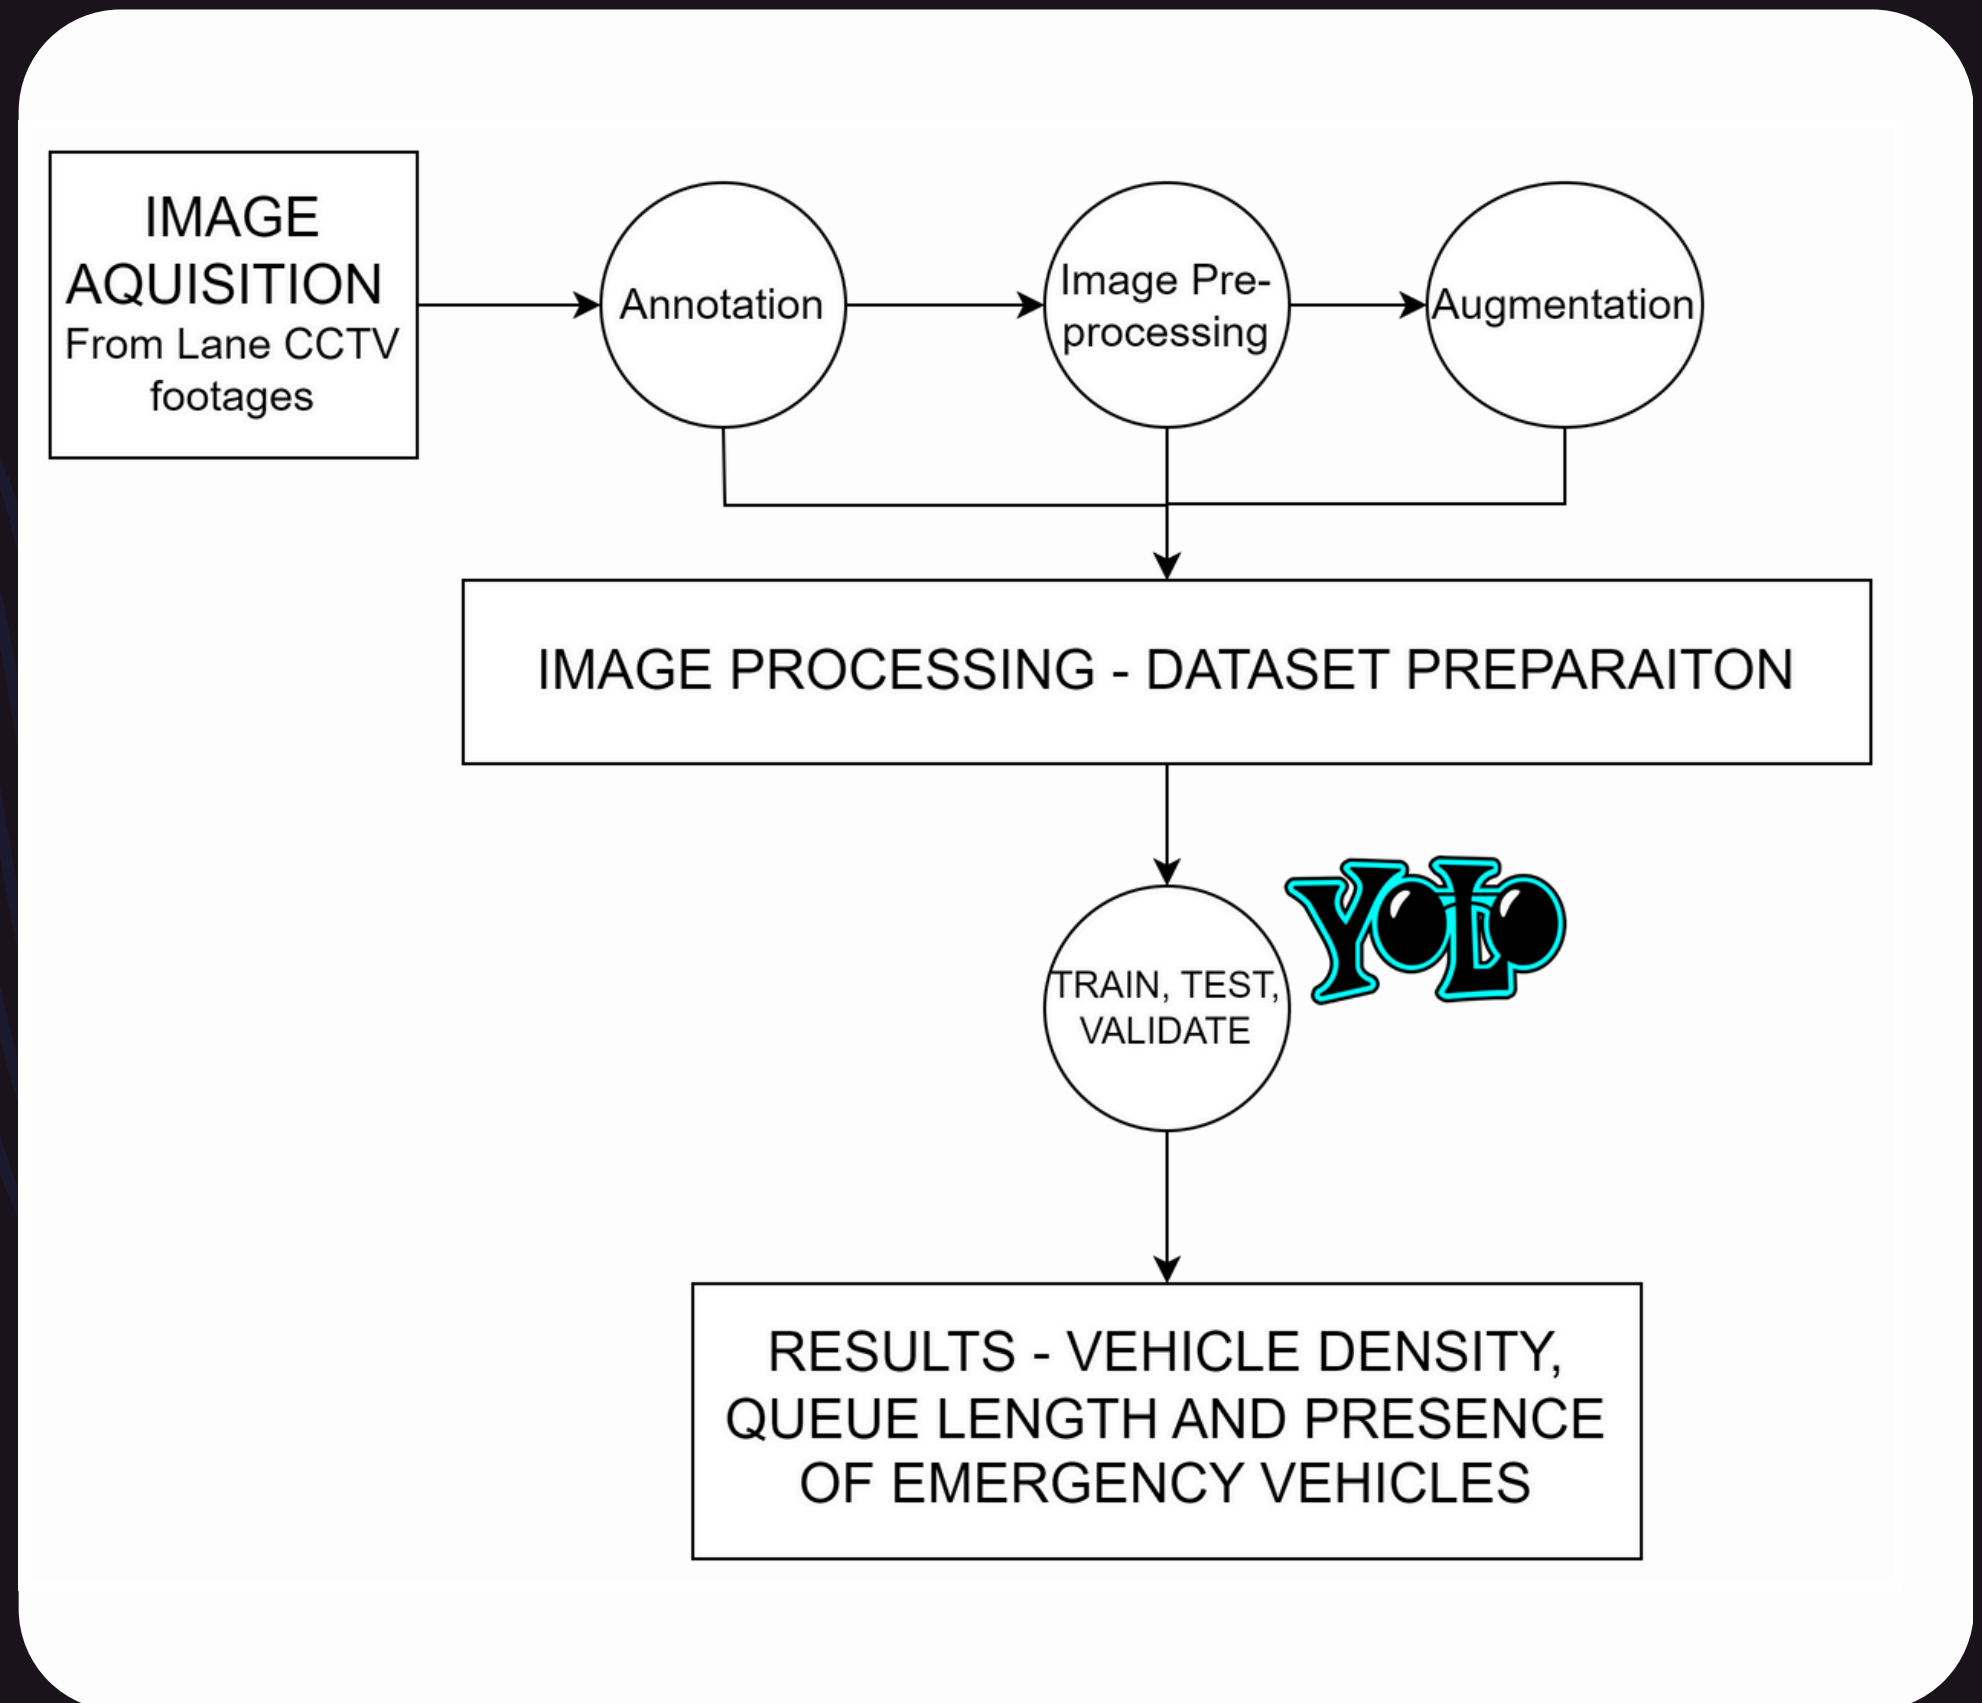 IMAGE
AQUISITION
From Lane CCTV
footages
Annotation
Image Pre-
processing
Augmentation
IMAGE PROCESSING - DATASET PREPARAITON
YOLO
TRAIN, TEST,
VALIDATE
RESULTS - VEHICLE DENSITY,
QUEUE LENGTH AND PRESENCE
OF EMERGENCY VEHICLES